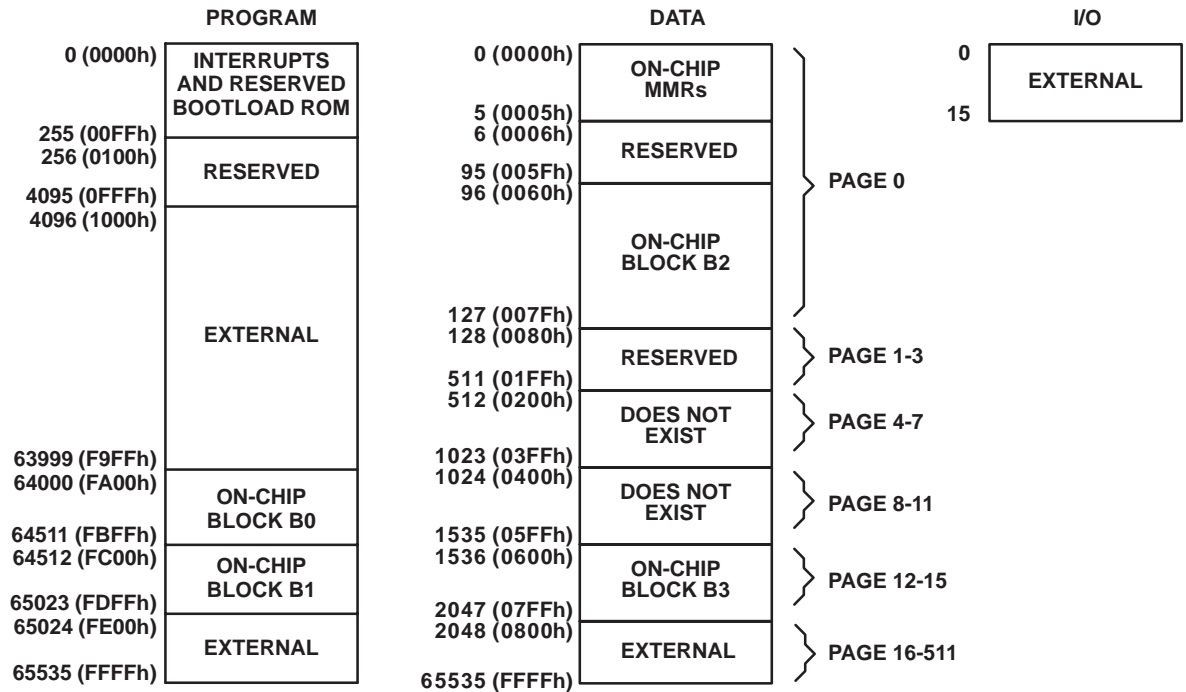 PROGRAM
0 (0000h)
INTERRUPTS
AND RESERVED
BOOTLOAD ROM
255 (00FFh)
256 (0100h)
RESERVED
4095 (0FFFh)
4096 (1000h)
EXTERNAL
63999 (F9FFh)
64000 (FA00h)
ON-CHIP
BLOCK B0
64511 (FBFFh)
64512 (FC00h)
ON-CHIP
BLOCK B1
65023 (FDFFh)
65024 (FE00h)
EXTERNAL
65535 (FFFFh)
DATA
0 (0000h)
ON-CHIP
MMRs
5 (0005h)
6 (0006h)
RESERVED
95 (005Fh)
96 (0060h)
ON-CHIP
BLOCK B2
127 (007Fh)
PAGE 0
128 (0080h)
RESERVED
511 (01FFh)
PAGE 1-3
512 (0200h)
DOES NOT
EXIST
1023 (03FFh)
PAGE 4-7
1024 (0400h)
DOES NOT
EXIST
1535 (05FFh)
PAGE 8-11
1536 (0600h)
ON-CHIP
BLOCK B3
2047 (07FFh)
PAGE 12-15
2048 (0800h)
EXTERNAL
65535 (FFFFh)
PAGE 16-511
I/O
0
EXTERNAL
15